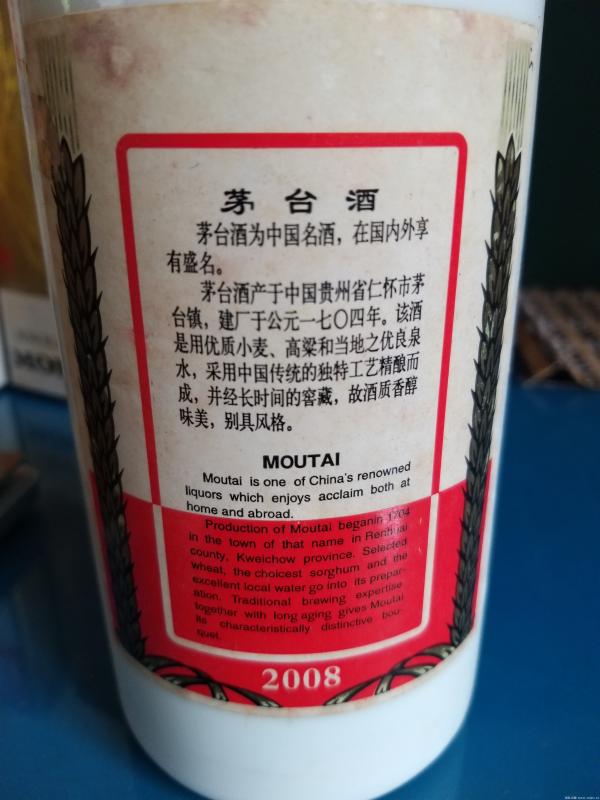 茅台酒
茅台酒为中国名酒，在国内外享
有盛名。
茅台酒产于中国贵州省仁怀市茅
台镇，建厂于公元一七〇四年。该酒
是用优质小麦、高粱和当地之优良泉
水，采用中国传统的独特工艺精酿而
成，并经长时间的窖藏，故酒质香醇
味美，别具风格。
MOUTAI
Moutai is one of China's renowned
liquors which enjoys acclaim both at
home and abroad.
Production of Moutai beganin 1704
in the town of that name in Renhuai
county, Kweichow province. Selected
wheat, the choicest sorghum and the
excellent local water go into its prepar-
ation. Traditional brewing expertise
together with long aging gives Moutai
its characteristically distinctive bou-
quet.
2008